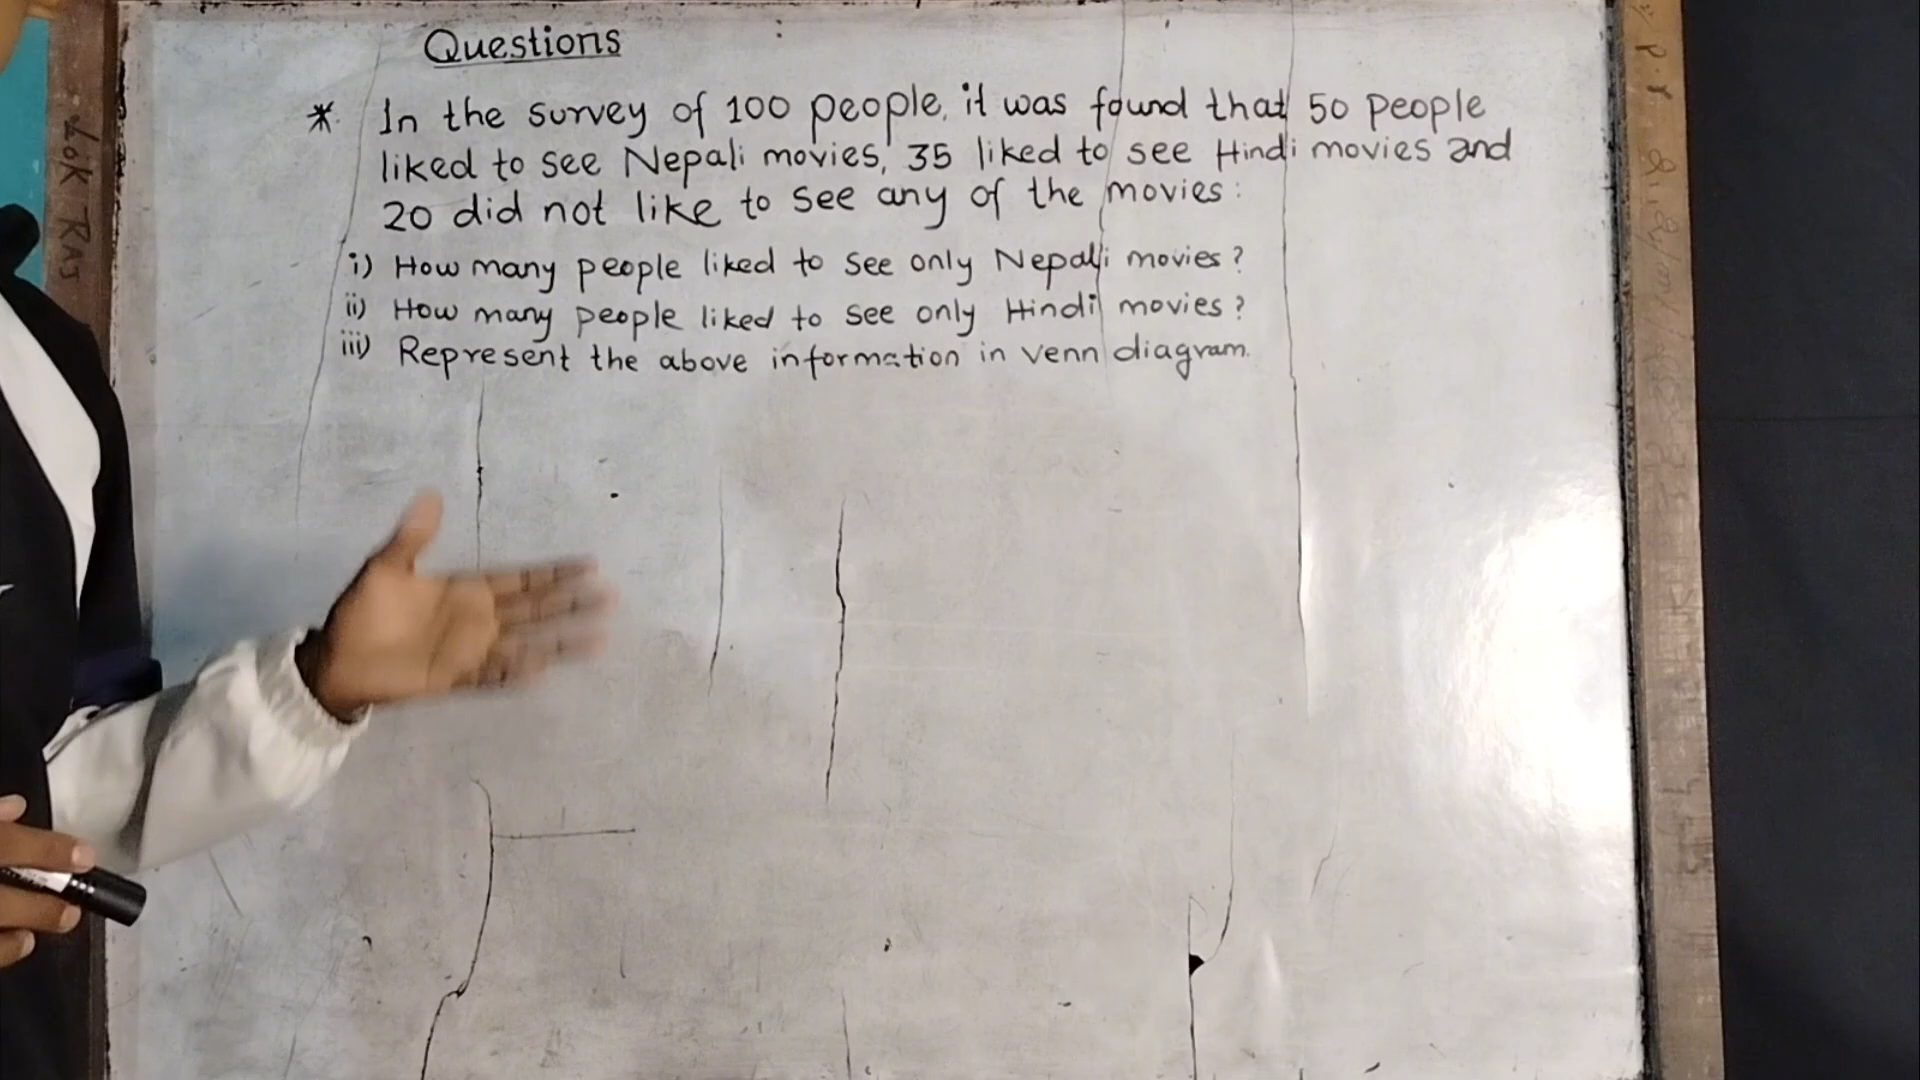 Questions
* In the survey of 100 people, it was found that 50 people
liked to see Nepali movies, 35 liked to see Hindi movies and
20 did not like to see any of the movies:
i) How many people liked to see only Nepali movies?
ii) How many people liked to see only Hindi movies?
iii) Represent the above information in venn diagram.
LOK RAJ